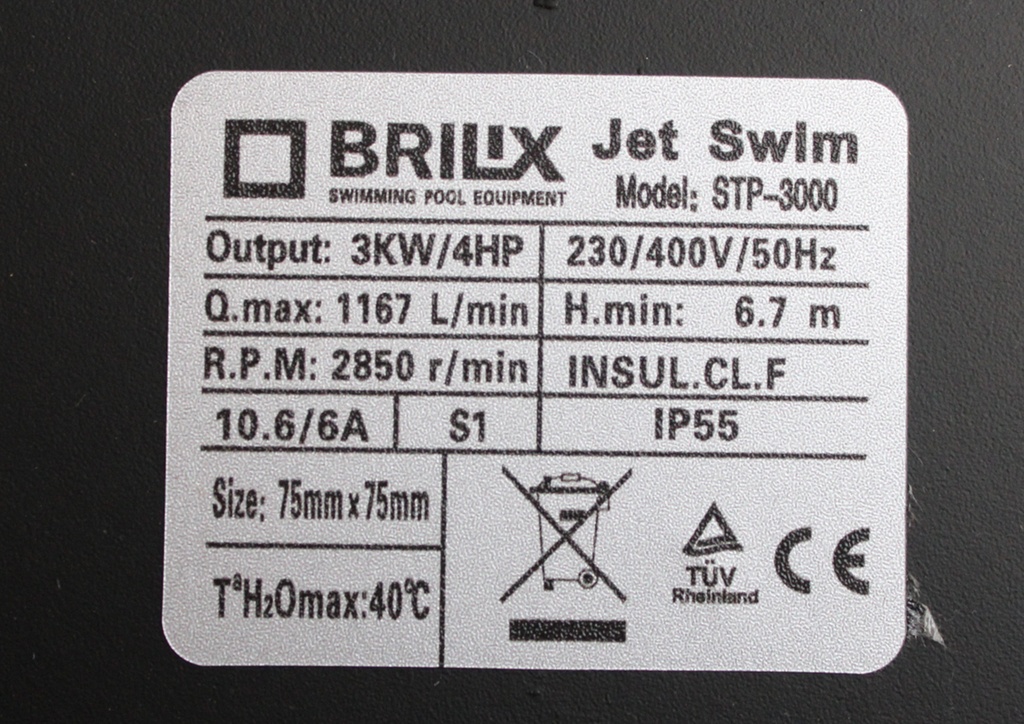 BRILIX Jet Swim
SWIMMING POOL EQUIPMENT Model: STP-3000
Output: 3KW/4HP 230/400V/50Hz
Q.max: 1167 L/min H.min: 6.7 m
R.P.M: 2850 r/min INSUL.CL.F
10.6/6A S1 IP55
Size: 75mm x 75mm
TªH₂Omax:40℃
TÜV
Rheinland
CE